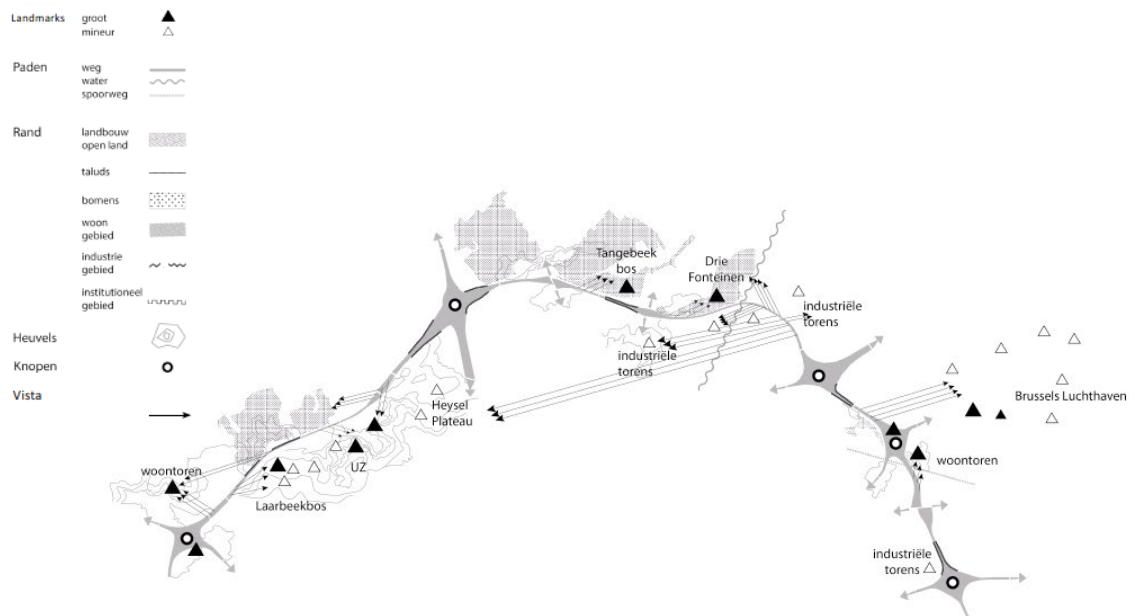 Landmarks
groot
mineur
Paden
weg
water
spoorweg
Rand
landbouw
open land
taluds
bomens
woon
gebied
industrie
gebied
institutioneel
gebied
Heuvels
Knopen
Vista
Tangebeek
bos
Drie
Fonteinen
industriële
torens
industriële
torens
Heysel
Plateau
Brussels Luchthaven
woontoren
UZ
woontoren
Laarbeekbos
industriële
torens